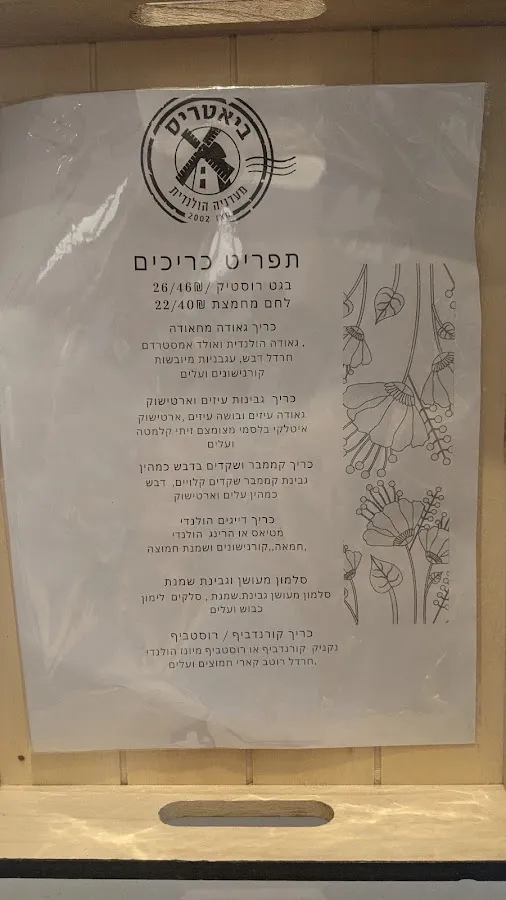 ביאטריס
מעדניה הולנדית
2002
תפריט כריכים
בגט רוסטיק /26/46₪
לחם מחמצת 22/40₪
כריך גאודה מחאודה
גאודה הולנדית ואולד אמסטרדם ,
חרדל דבש, עגבניות מיובשות
קורנישונים ועלים
כריך גבינות עיזים וארטישוק
גאודה עיזים ובושה עיזים ,ארטישוק
איטלקי בלסמי מצומצם זיתי קלמטה
ועלים
כריך קממבר ושקדים בדבש כמהין
גבינת קממבר שקדים קלויים, דבש
כמהין עלים וארטישוק
כריך דייגים הולנדי
מטיאס או הרינג הולנדי
חמאה,,קורנישונים ושמנת חמוצה,
סלמון מעושן וגבינת שמנת
סלמון מעושן גבינת.שמנת , סלקים לימון
כבוש ועלים
כריך קורנדביף / רוסטביף
נקניק קורנדביף או רוסטביף מיונז הולנדי
חרדל רוטב קארי חמוצים ועלים.